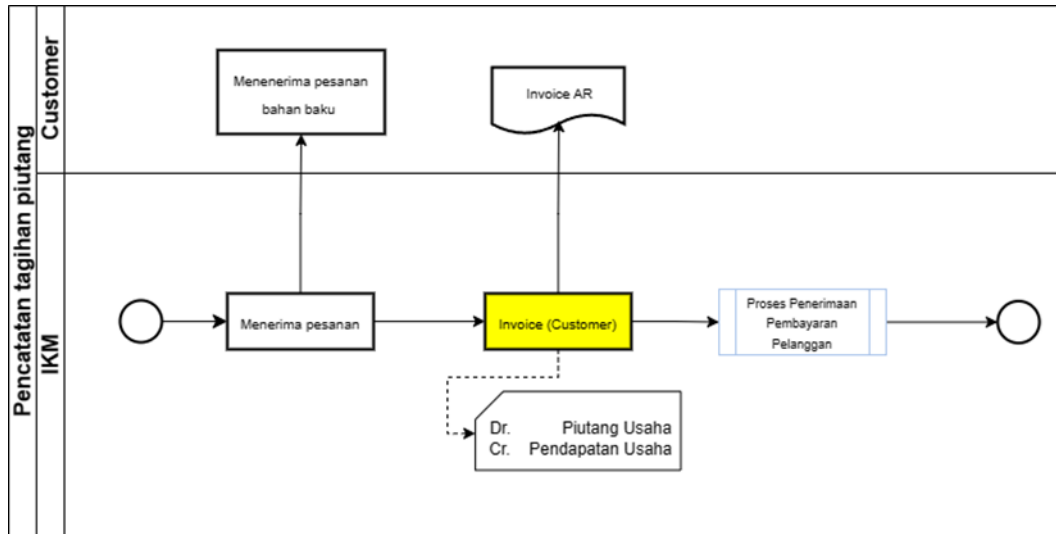 Pencatatan tagihan piutang
Customer
Menenerima pesanan
bahan baku
Invoice AR
IKM
Menerima pesanan
Invoice (Customer)
Proses Penerimaan
Pembayaran
Pelanggan
Dr. Piutang Usaha
Cr. Pendapatan Usaha